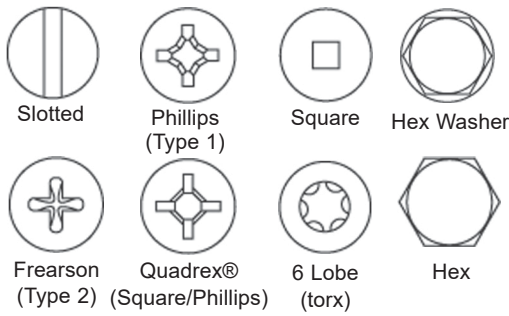 Slotted
Phillips
(Type 1)
Square
Hex Washer
Frearson
(Type 2)
Quadrex®
(Square/Phillips)
6 Lobe
(torx)
Hex